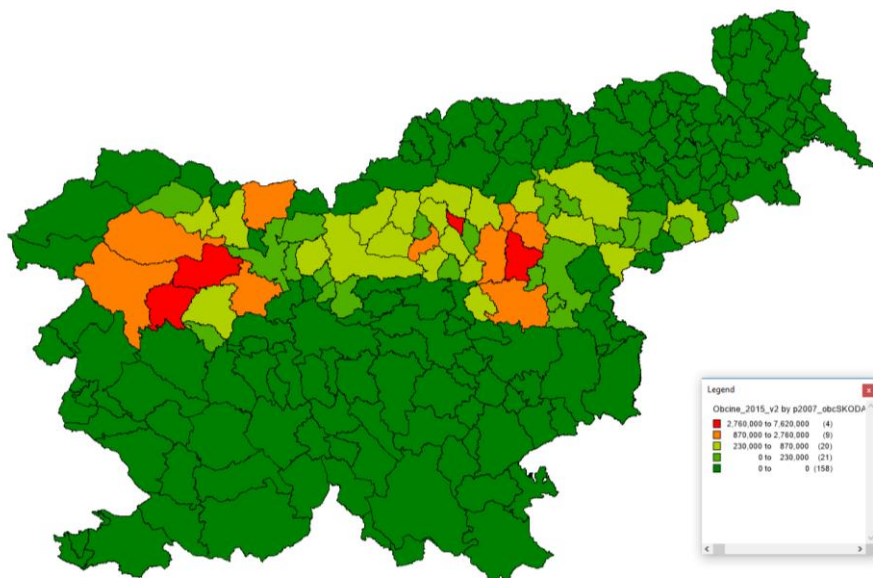 Legend
Obcine_2015_v2 by p2007_obcSKODA
2,760,000 to 7,620,000 (4)
870,000 to 2,760,000 (9)
230,000 to 870,000 (20)
0 to 230,000 (21)
0 to 0 (158)